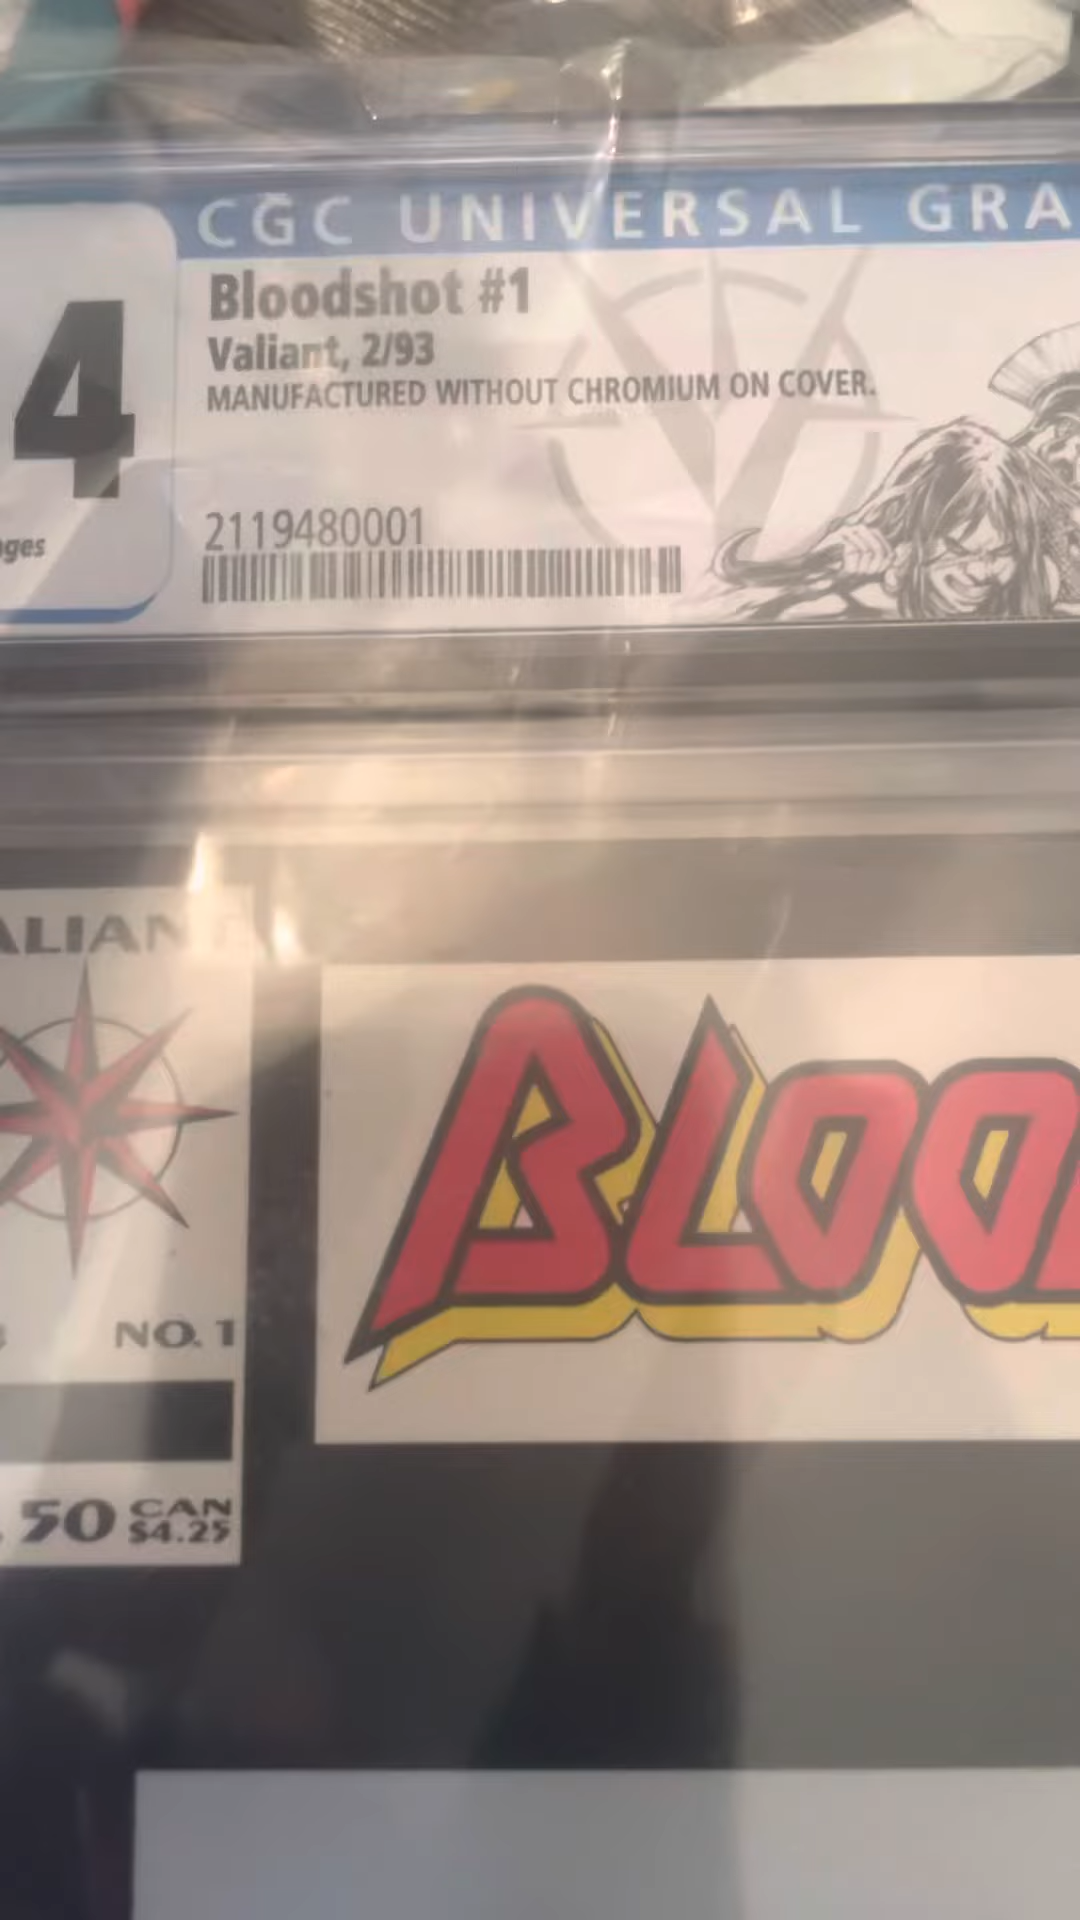 CGC UNIVERSAL GRA
Bloodshot #1
Valiant, 2/93
MANUFACTURED WITHOUT CHROMIUM ON COVER.
4
ges
2119480001
ALIAN
NO. 1
.50 CAN
$4.25
BLOO